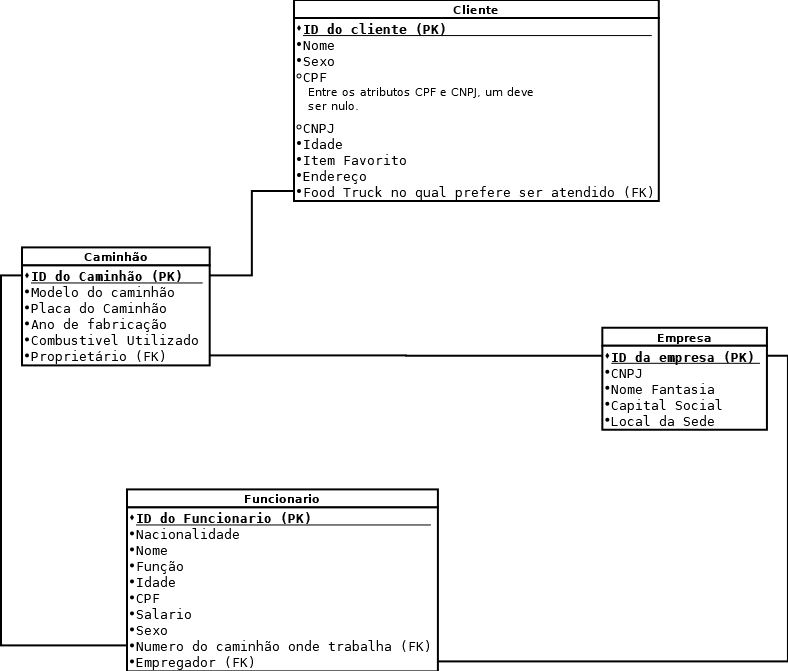 Cliente
ID do cliente (PK)
Nome
Sexo
CPF
Entre os atributos CPF e CNPJ, um deve
ser nulo.
CNPJ
Idade
Item Favorito
Endereço
Food Truck no qual prefere ser atendido (FK)
Caminhão
ID do Caminhão (PK)
Modelo do caminhão
Placa do Caminhão
Ano de fabricação
Combustivel Utilizado
Proprietário (FK)
Empresa
ID da empresa (PK)
CNPJ
Nome Fantasia
Capital Social
Local da Sede
Funcionario
ID do Funcionario (PK)
Nacionalidade
Nome
Função
Idade
CPF
Salario
Sexo
Numero do caminhão onde trabalha (FK)
Empregador (FK)